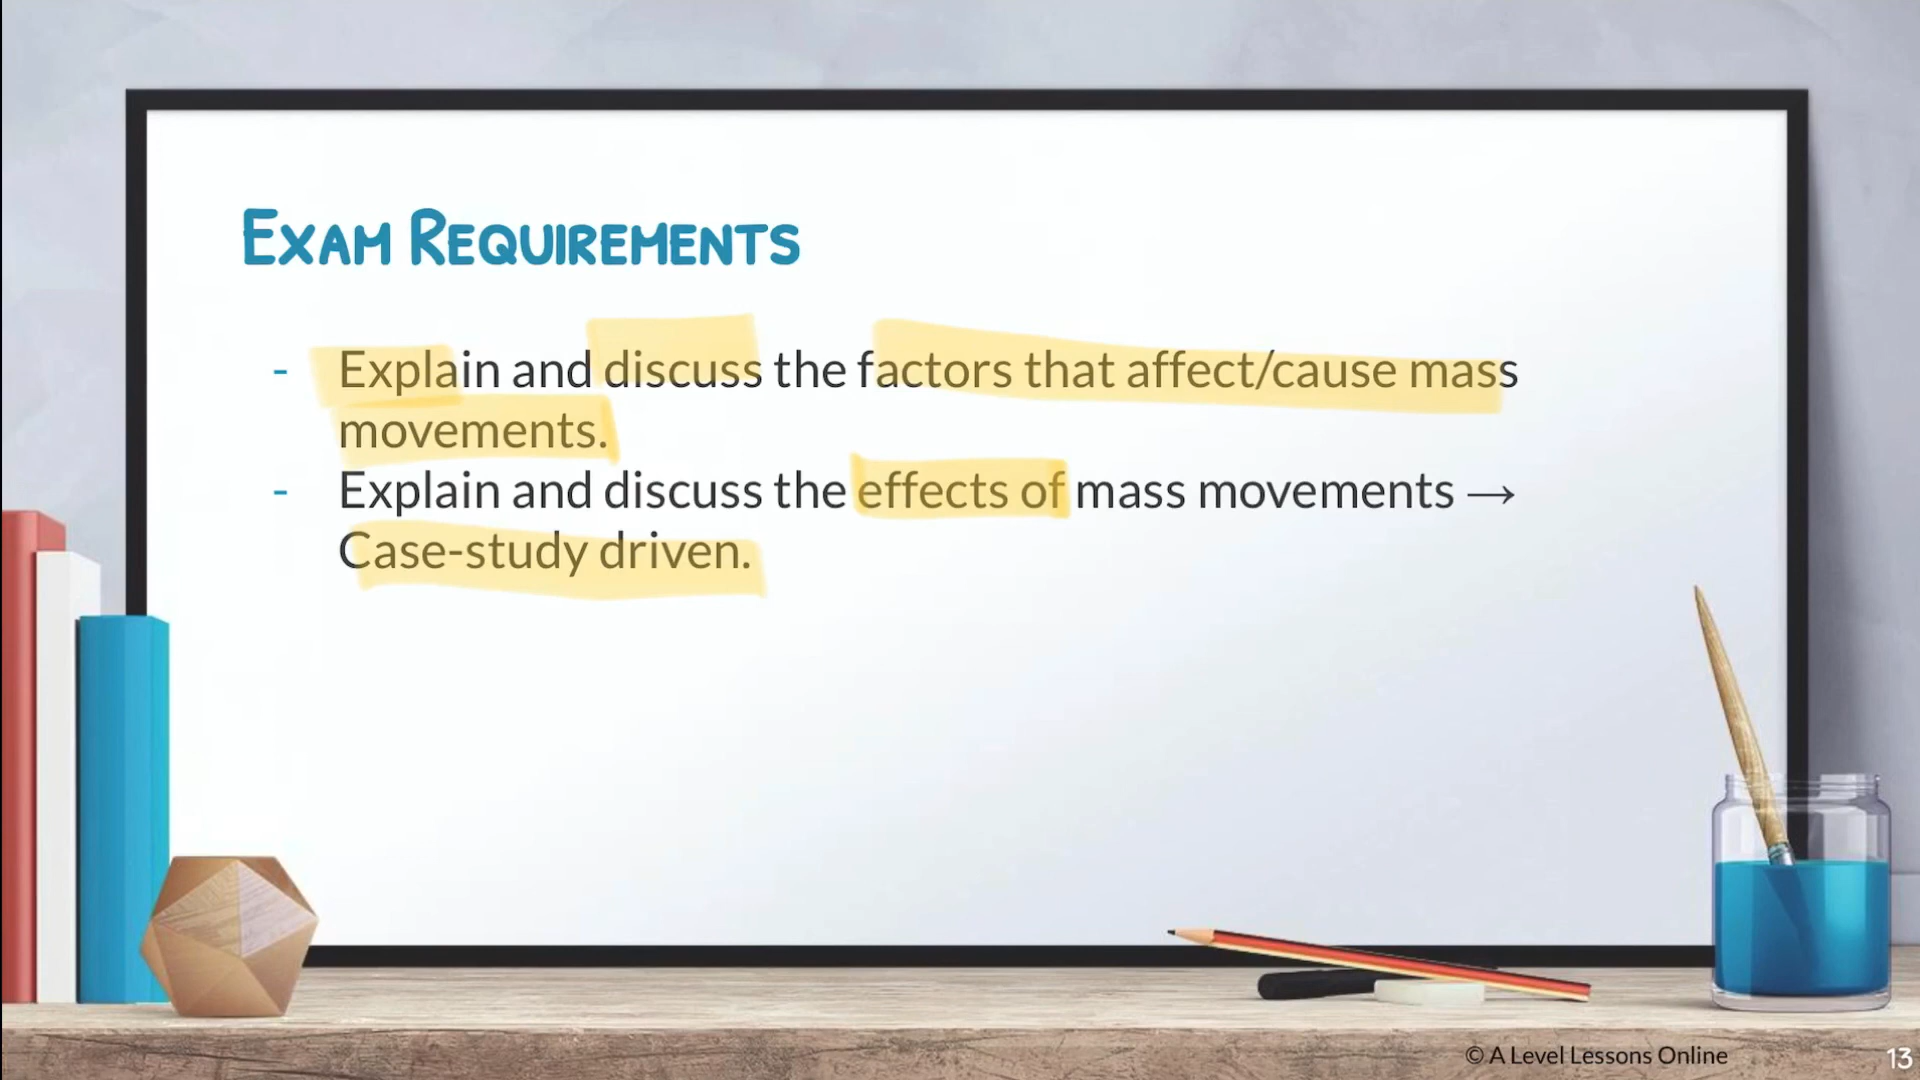 EXAM REQUIREMENTS
- Explain and discuss the factors that affect/cause mass
movements.
- Explain and discuss the effects of mass movements →
Case-study driven.
© A Level Lessons Online
13